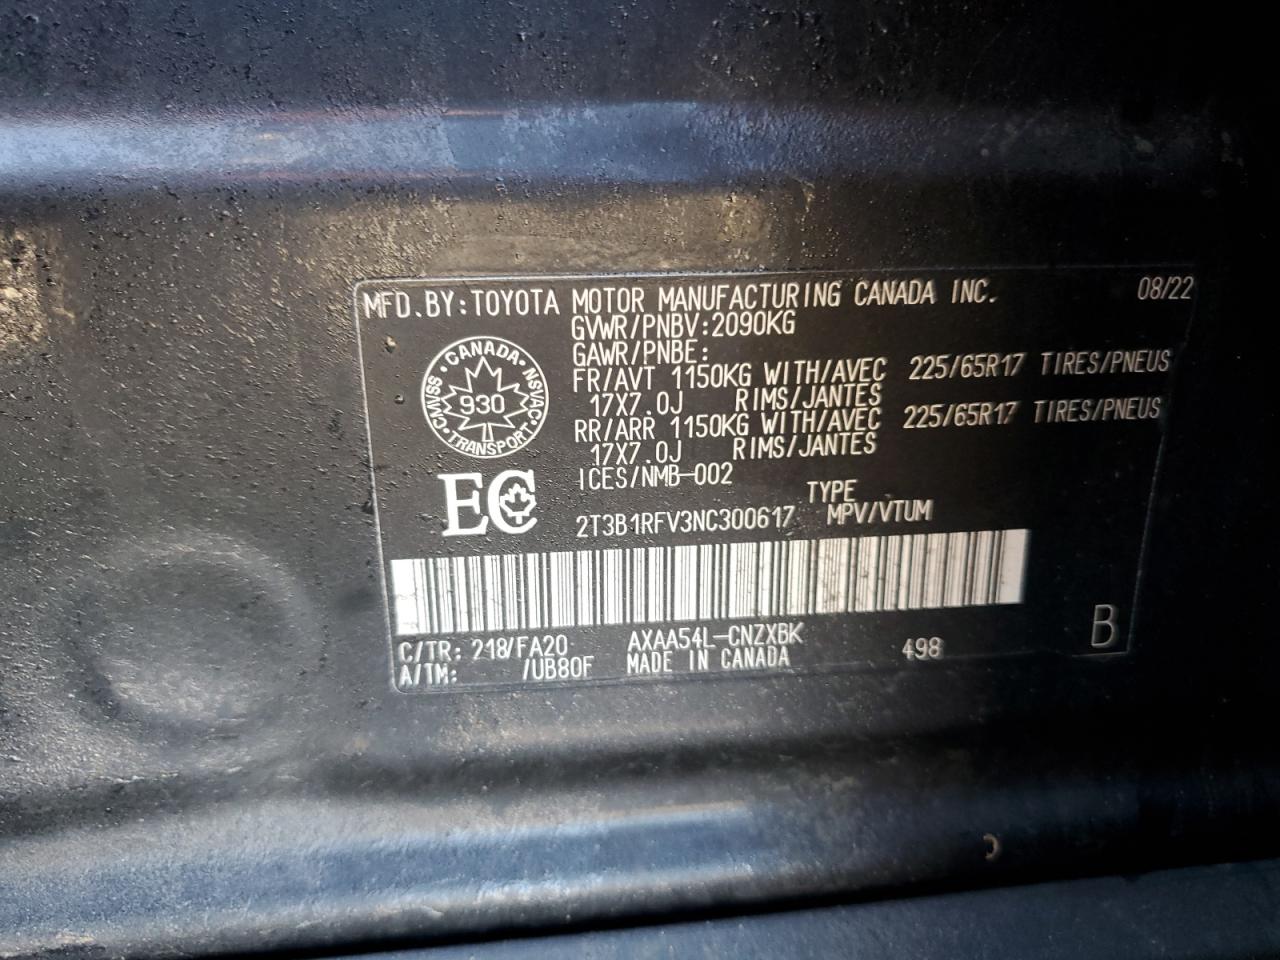 MFD.BY:TOYOTA MOTOR MANUFACTURING CANADA INC. 08/22
GVWR/PNBV:2090KG
GAWR/PNBE:
FR/AVT 1150KG WITH/AVEC 225/65R17 TIRES/PNEUS
17X7.0J RIMS/JANTES
RR/ARR 1150KG WITH/AVEC 225/65R17 TIRES/PNEUS
17X7.0J RIMS/JANTES
ICES/NMB-002
CANADA
CMVSS 930 NSVAC
TRANSPORT
EC
TYPE
2T3B1RFV3NC300617 MPV/VTUM
C/TR: 218/FA20 AXAA54L-CNZXBK 498 B
A/TM: /UB80F MADE IN CANADA